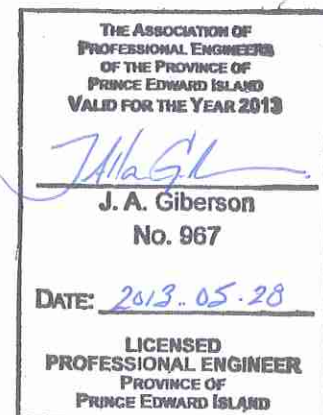 THE ASSOCIATION OF
PROFESSIONAL ENGINEERS
OF THE PROVINCE OF
PRINCE EDWARD ISLAND
VALID FOR THE YEAR 2013
J. A. Giberson
No. 967
DATE: 2013.05.28
LICENSED
PROFESSIONAL ENGINEER
PROVINCE OF
PRINCE EDWARD ISLAND